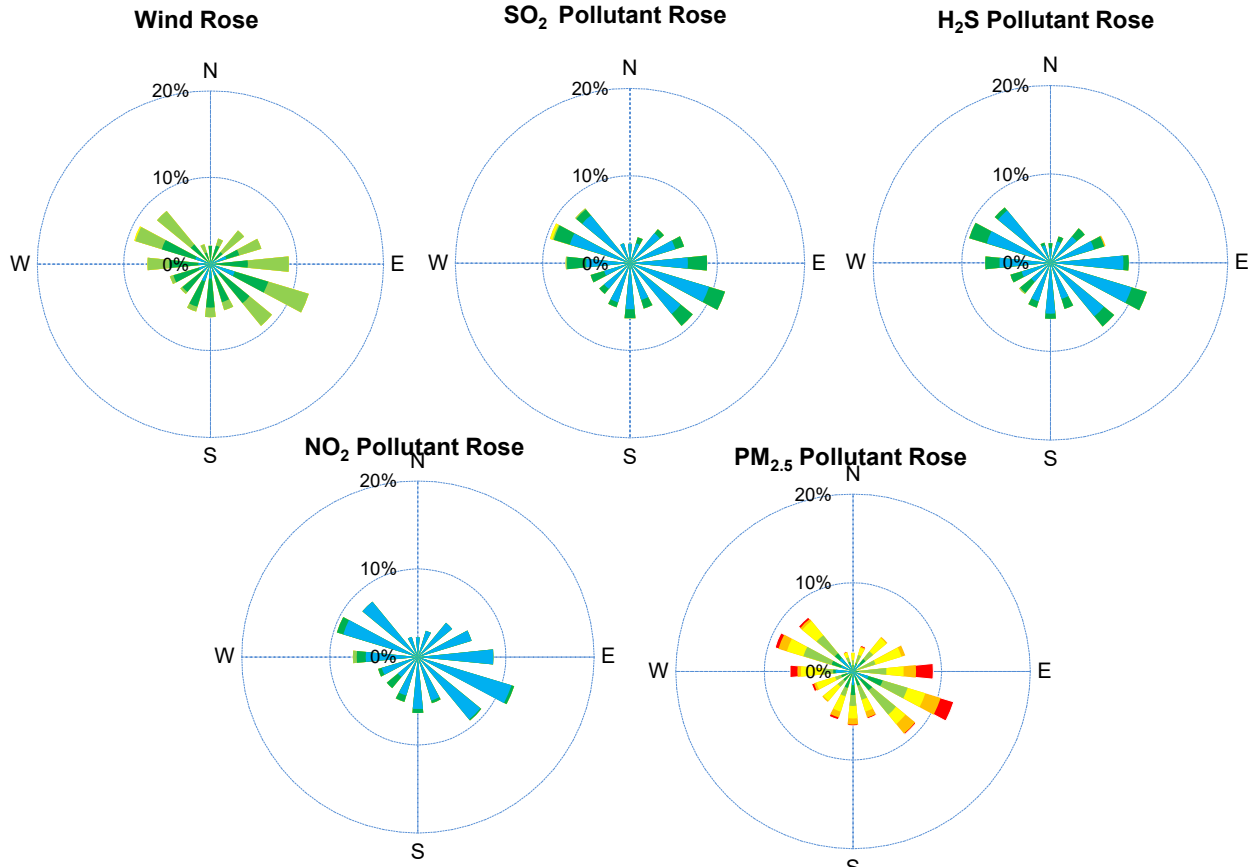 Wind Rose
N
20%
10%
0%
W
E
S
SO₂ Pollutant Rose
N
20%
10%
0%
W
E
S
H₂S Pollutant Rose
N
20%
10%
0%
W
E
S
NO₂ Pollutant Rose
N
20%
10%
0%
W
E
S
PM₂.₅ Pollutant Rose
N
20%
10%
0%
W
E
S